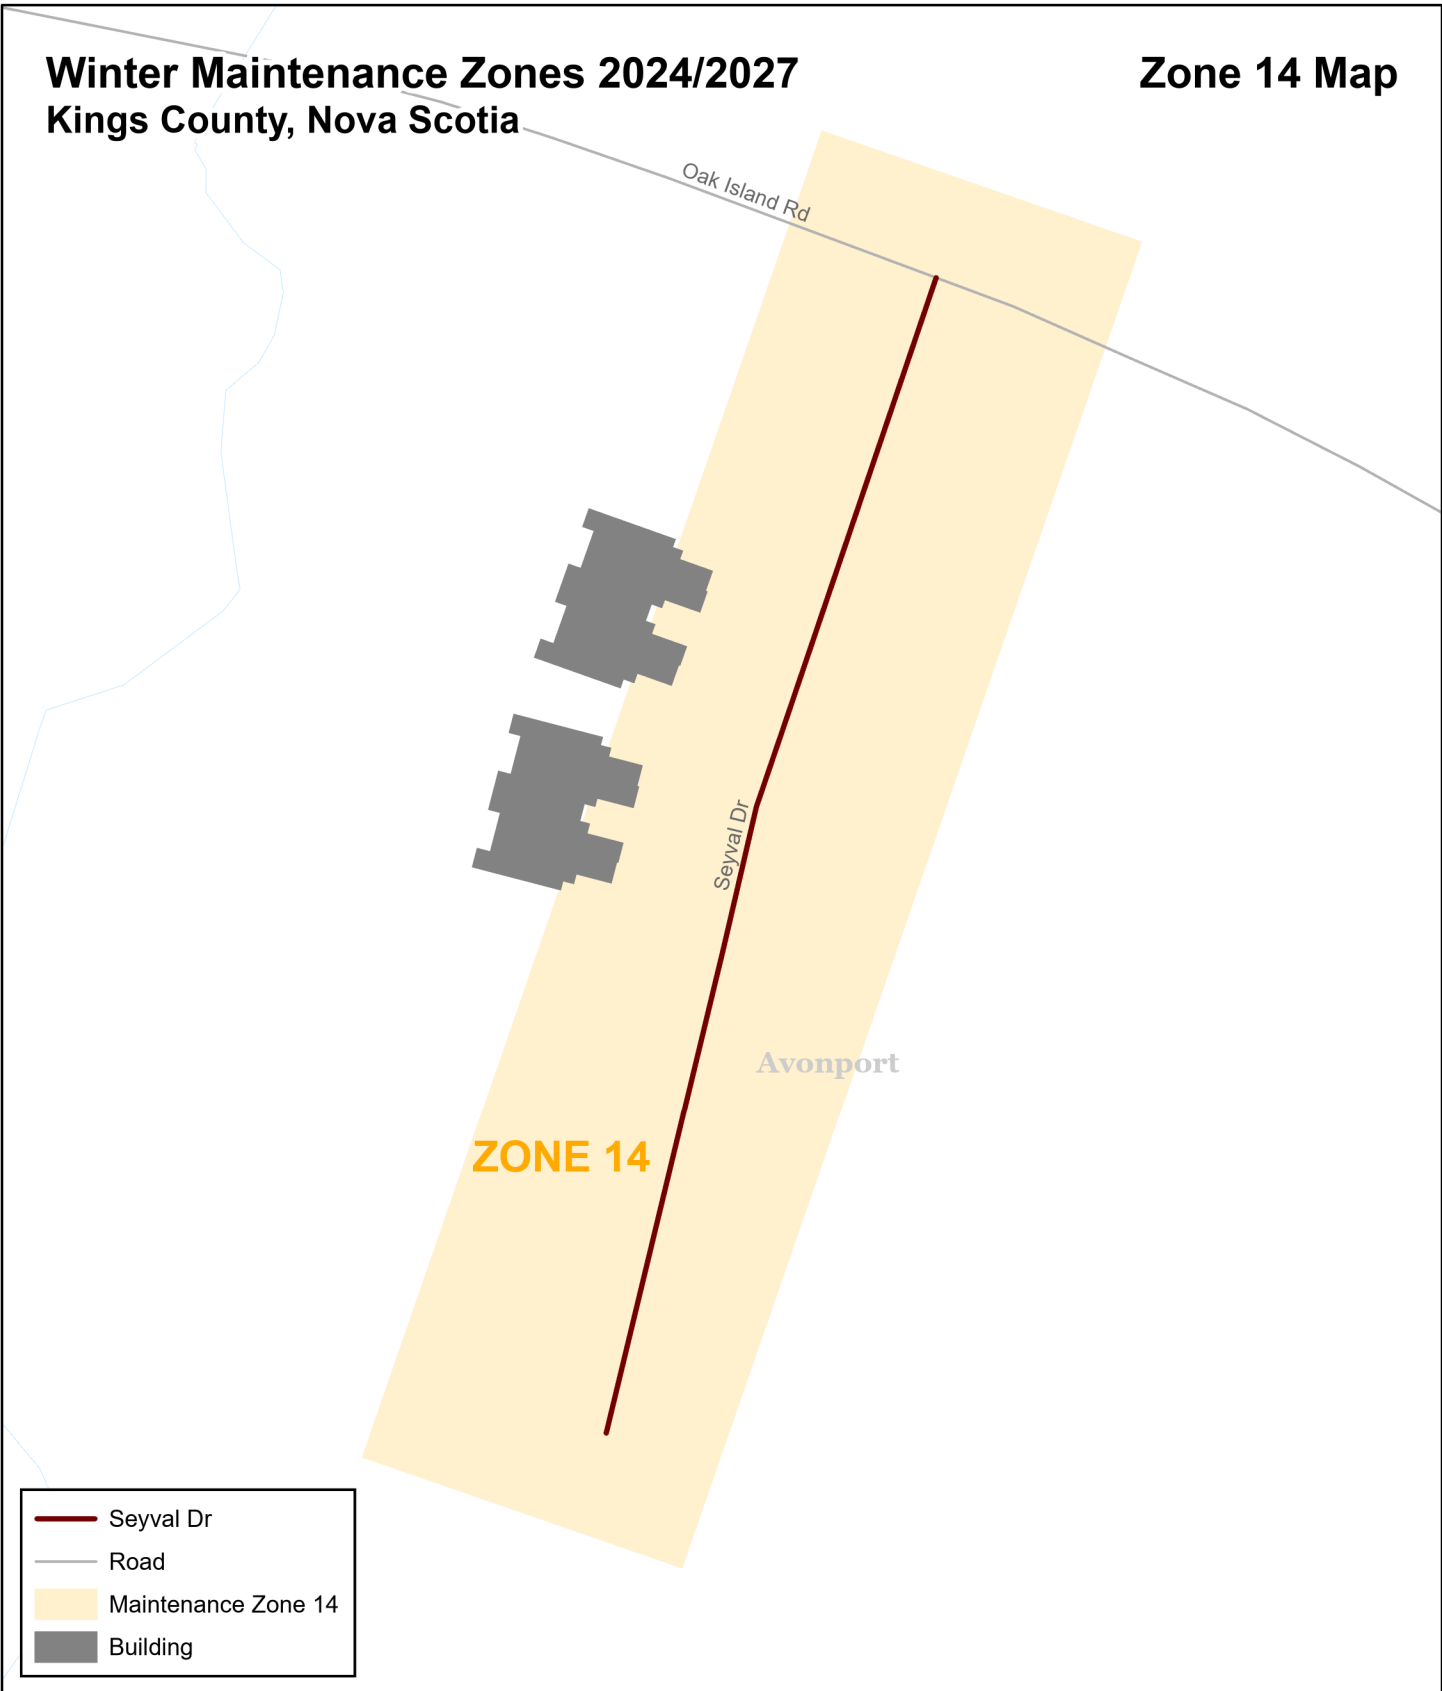 Winter Maintenance Zones 2024/2027
Zone 14 Map
Kings County, Nova Scotia
Oak Island Rd
Seyval Dr
Avonport
ZONE 14
Seyval Dr
Road
Maintenance Zone 14
Building